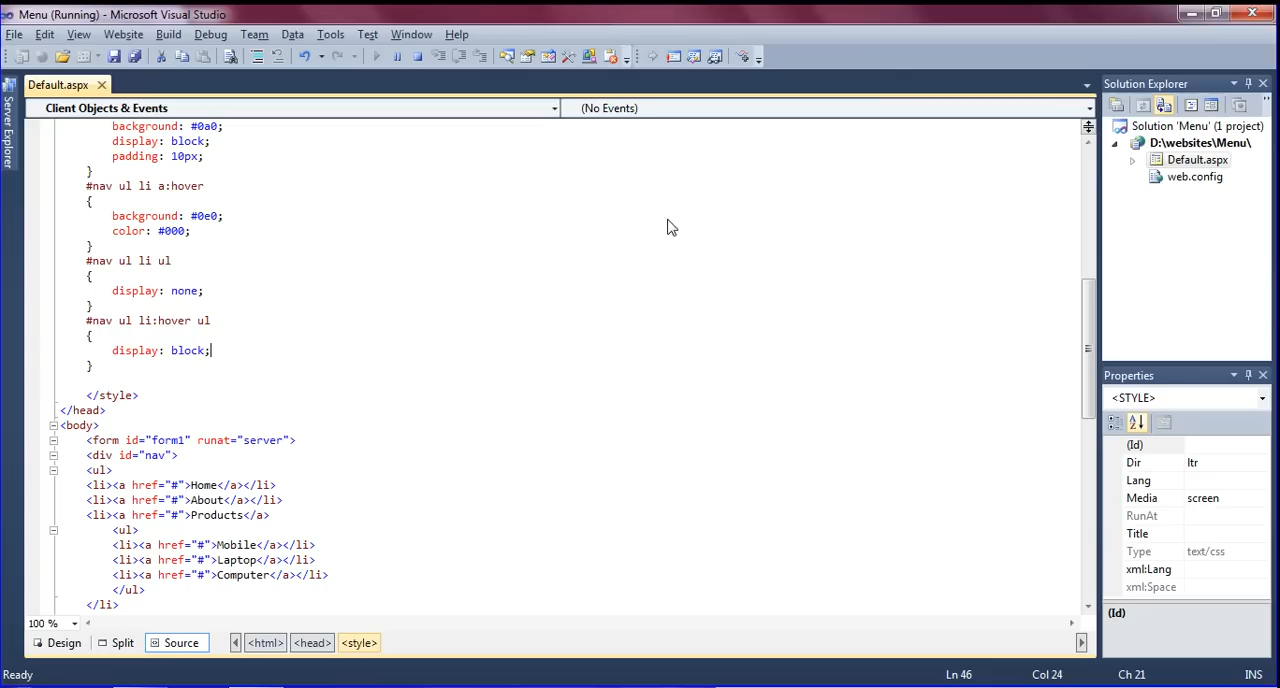 Menu (Running) - Microsoft Visual Studio
File Edit View Website Build Debug Team Data Tools Test Window Help
Default.aspx
Client Objects & Events
(No Events)
Server Explorer
background: #0a0;
display: block;
padding: 10px;
}
#nav ul li a:hover
{
background: #0e0;
color: #000;
}
#nav ul li ul
{
display: none;
}
#nav ul li:hover ul
{
display: block;
}
</style>
</head>
<body>
<form id="form1" runat="server">
<div id="nav">
<ul>
<li><a href="#">Home</a></li>
<li><a href="#">About</a></li>
<li><a href="#">Products</a>
<ul>
<li><a href="#">Mobile</a></li>
<li><a href="#">Laptop</a></li>
<li><a href="#">Computer</a></li>
</ul>
</li>
100 %
Design Split Source <html> <head> <style>
Solution Explorer
Solution 'Menu' (1 project)
D:\websites\Menu\
Default.aspx
web.config
Properties
<STYLE>
(Id)
Dir ltr
Lang
Media screen
RunAt
Title
Type text/css
xml:Lang
xml:Space
(Id)
Ready Ln 46 Col 24 Ch 21 INS